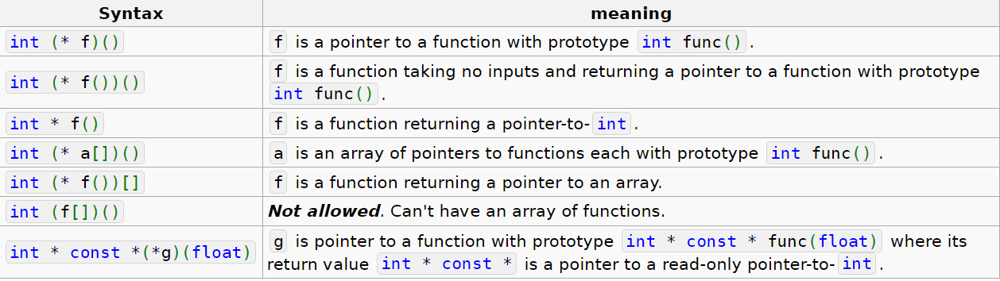 Syntax meaning
int (* f)() f is a pointer to a function with prototype int func() .
int (* f())() f is a function taking no inputs and returning a pointer to a function with prototype
int func() .
int * f() f is a function returning a pointer-to- int .
int (* a[])() a is an array of pointers to functions each with prototype int func() .
int (* f())[] f is a function returning a pointer to an array.
int (f[])() Not allowed. Can't have an array of functions.
int * const *(*g)(float) g is pointer to a function with prototype int * const * func(float) where its
return value int * const * is a pointer to a read-only pointer-to- int .